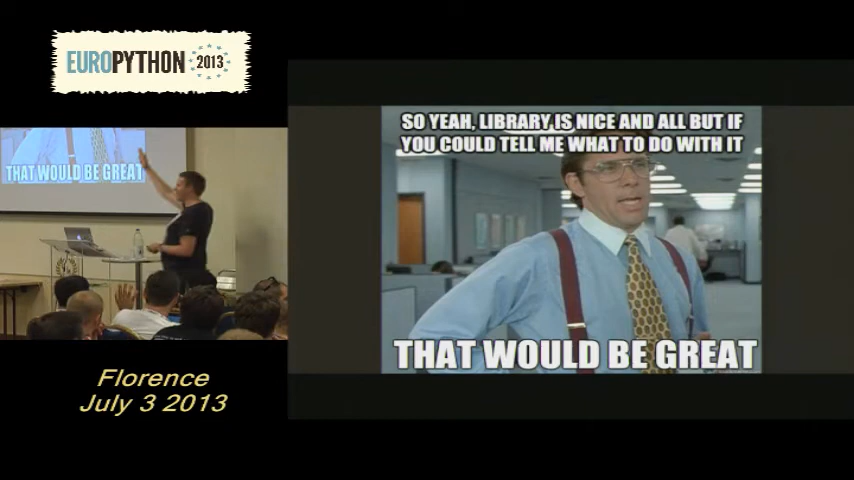 EUROPYTHON 2013
THAT WOULD BE GREAT
Florence
July 3 2013
SO YEAH, LIBRARY IS NICE AND ALL BUT IF
YOU COULD TELL ME WHAT TO DO WITH IT
THAT WOULD BE GREAT